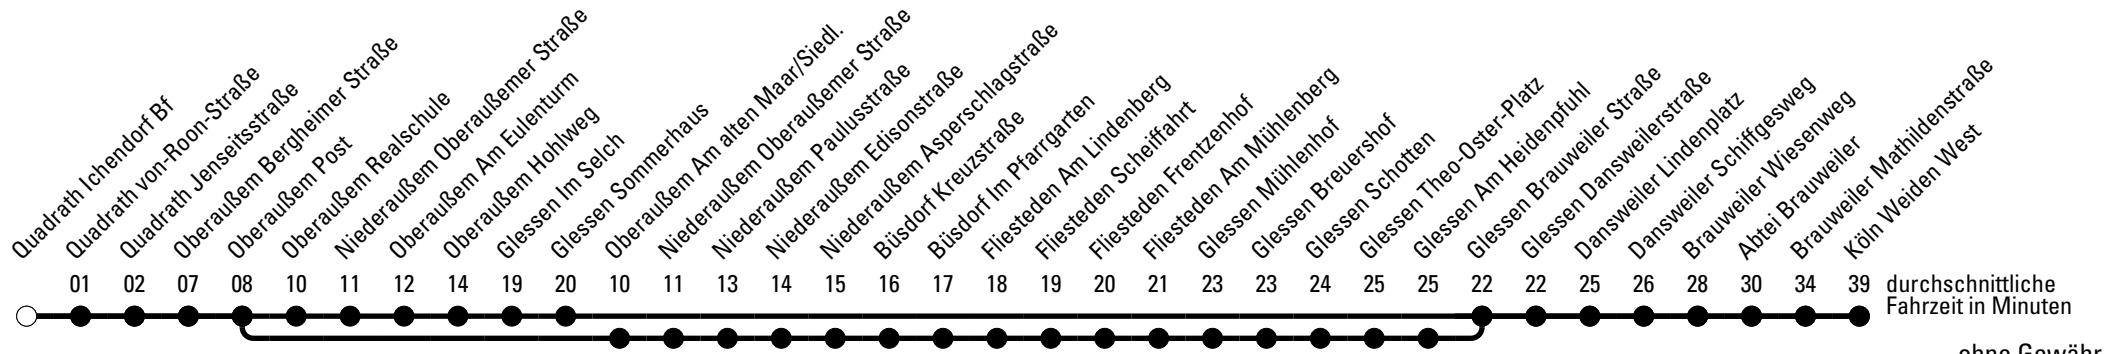 Quadrath Ichendorf Bf
Quadrath von-Roon-Straße
Quadrath Jenseitsstraße
Oberaußem Bergheimer Straße
Oberaußem Post
Oberaußem Realschule
Niederaußem Oberaußemer Straße
Oberaußem Am Eulenturm
Oberaußem Hohlweg
Glessen Im Selch
Glessen Sommerhaus
Oberaußem Am alten Maar/Siedl.
Niederaußem Oberaußemer Straße
Niederaußem Paulusstraße
Niederaußem Edisonstraße
Niederaußem Asperschlagstraße
Büsdorf Kreuzstraße
Büsdorf Im Pfarrgarten
Fliesteden Am Lindenberg
Fliesteden Scheiffahrt
Fliesteden Frentzenhof
Fliesteden Am Mühlenberg
Glessen Mühlenhof
Glessen Breuershof
Glessen Schotten
Glessen Theo-Oster-Platz
Glessen Am Heidenpfuhl
Glessen Brauweiler Straße
Glessen Dansweilerstraße
Dansweiler Lindenplatz
Dansweiler Schiffgesweg
Brauweiler Wiesenweg
Abtei Brauweiler
Brauweiler Mathildenstraße
Köln Weiden West
01 02 07 08 10 11 12 14 19 20 10 11 13 14 15 16 17 18 19 20 21 23 23 24 25 25 22 22 25 26 28 30 34 39 durchschnittliche
Fahrzeit in Minuten
ohne Gewähr